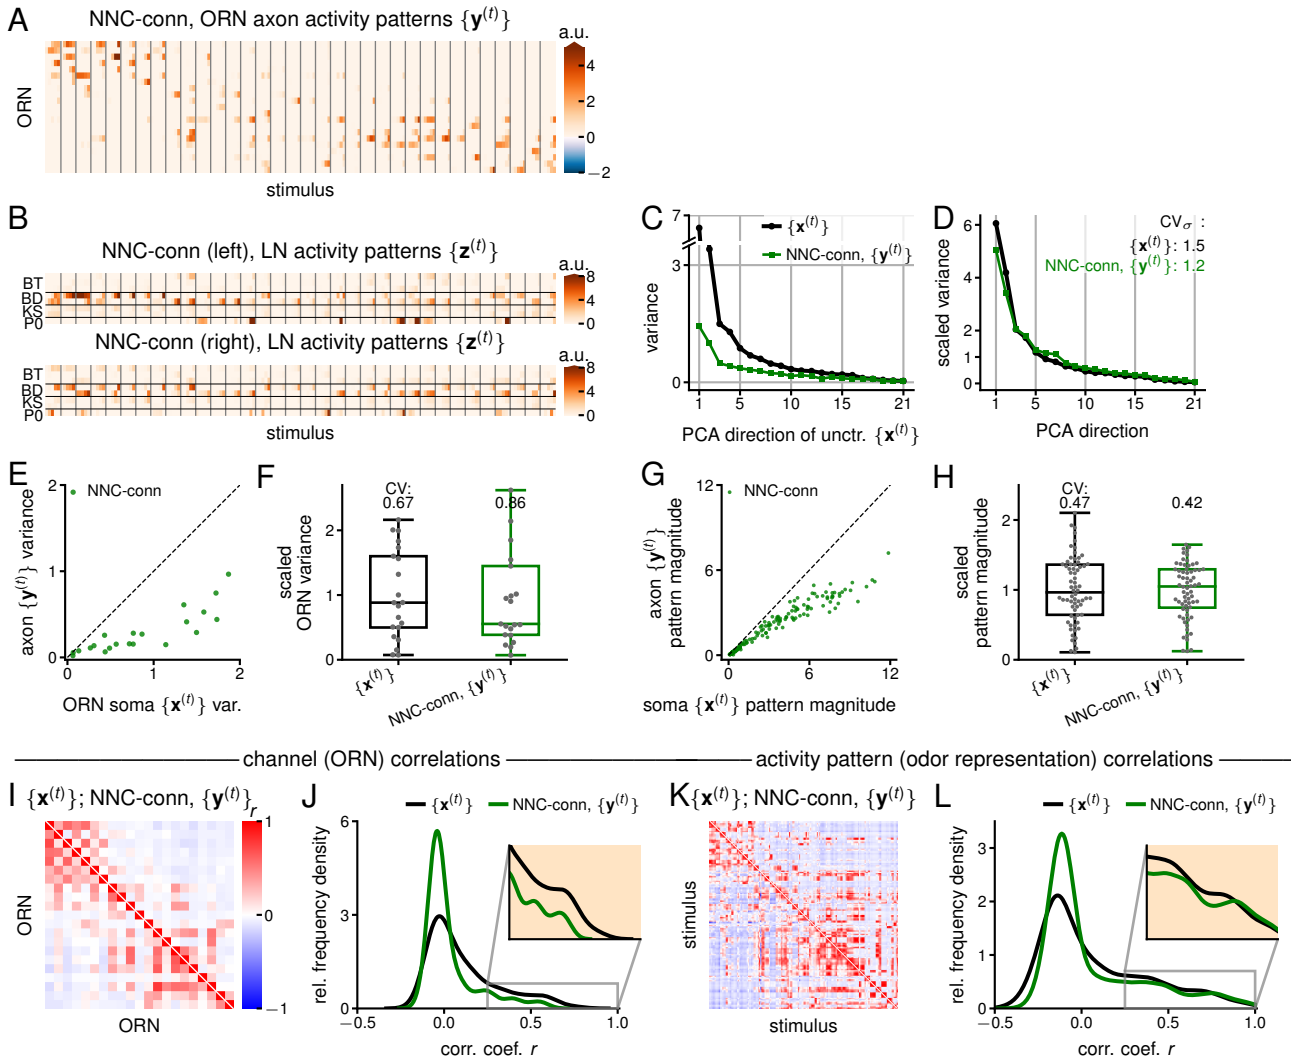 A
NNC-conn, ORN axon activity patterns {y^(t)}
a.u.
4
2
0
−2
ORN
stimulus
B
NNC-conn (left), LN activity patterns {z^(t)}
a.u.
8
4
0
BT
BD
KS
P0
NNC-conn (right), LN activity patterns {z^(t)}
a.u.
8
4
0
BT
BD
KS
P0
stimulus
C
{x^(t)}
NNC-conn, {y^(t)}
variance
7
3
0
1 5 10 15 21
PCA direction of unctr. {x^(t)}
D
CVσ :
{x^(t)}: 1.5
NNC-conn, {y^(t)}: 1.2
scaled variance
6
4
2
1
0
1 5 10 15 21
PCA direction
E
NNC-conn
axon {y^(t)} variance
2
1
0
0 1 2
ORN soma {x^(t)} var.
F
CV:
0.67 0.86
scaled
ORN variance
2
1
0
{x^(t)}
NNC-conn, {y^(t)}
G
NNC-conn
axon {y^(t)}
pattern magnitude
12
6
0
0 6 12
soma {x^(t)} pattern magnitude
H
CV:
0.47 0.42
scaled
pattern magnitude
2
1
0
{x^(t)}
NNC-conn, {y^(t)}
channel (ORN) correlations
activity pattern (odor representation) correlations
I
{x^(t)}; NNC-conn, {y^(t)}
r
1
0
−1
ORN
ORN
J
{x^(t)} NNC-conn, {y^(t)}
rel. frequency density
6
3
0
−0.5 0.0 0.5 1.0
corr. coef. r
K
{x^(t)}; NNC-conn, {y^(t)}
stimulus
stimulus
L
{x^(t)} NNC-conn, {y^(t)}
rel. frequency density
3
2
1
0
−0.5 0.0 0.5 1.0
corr. coef. r